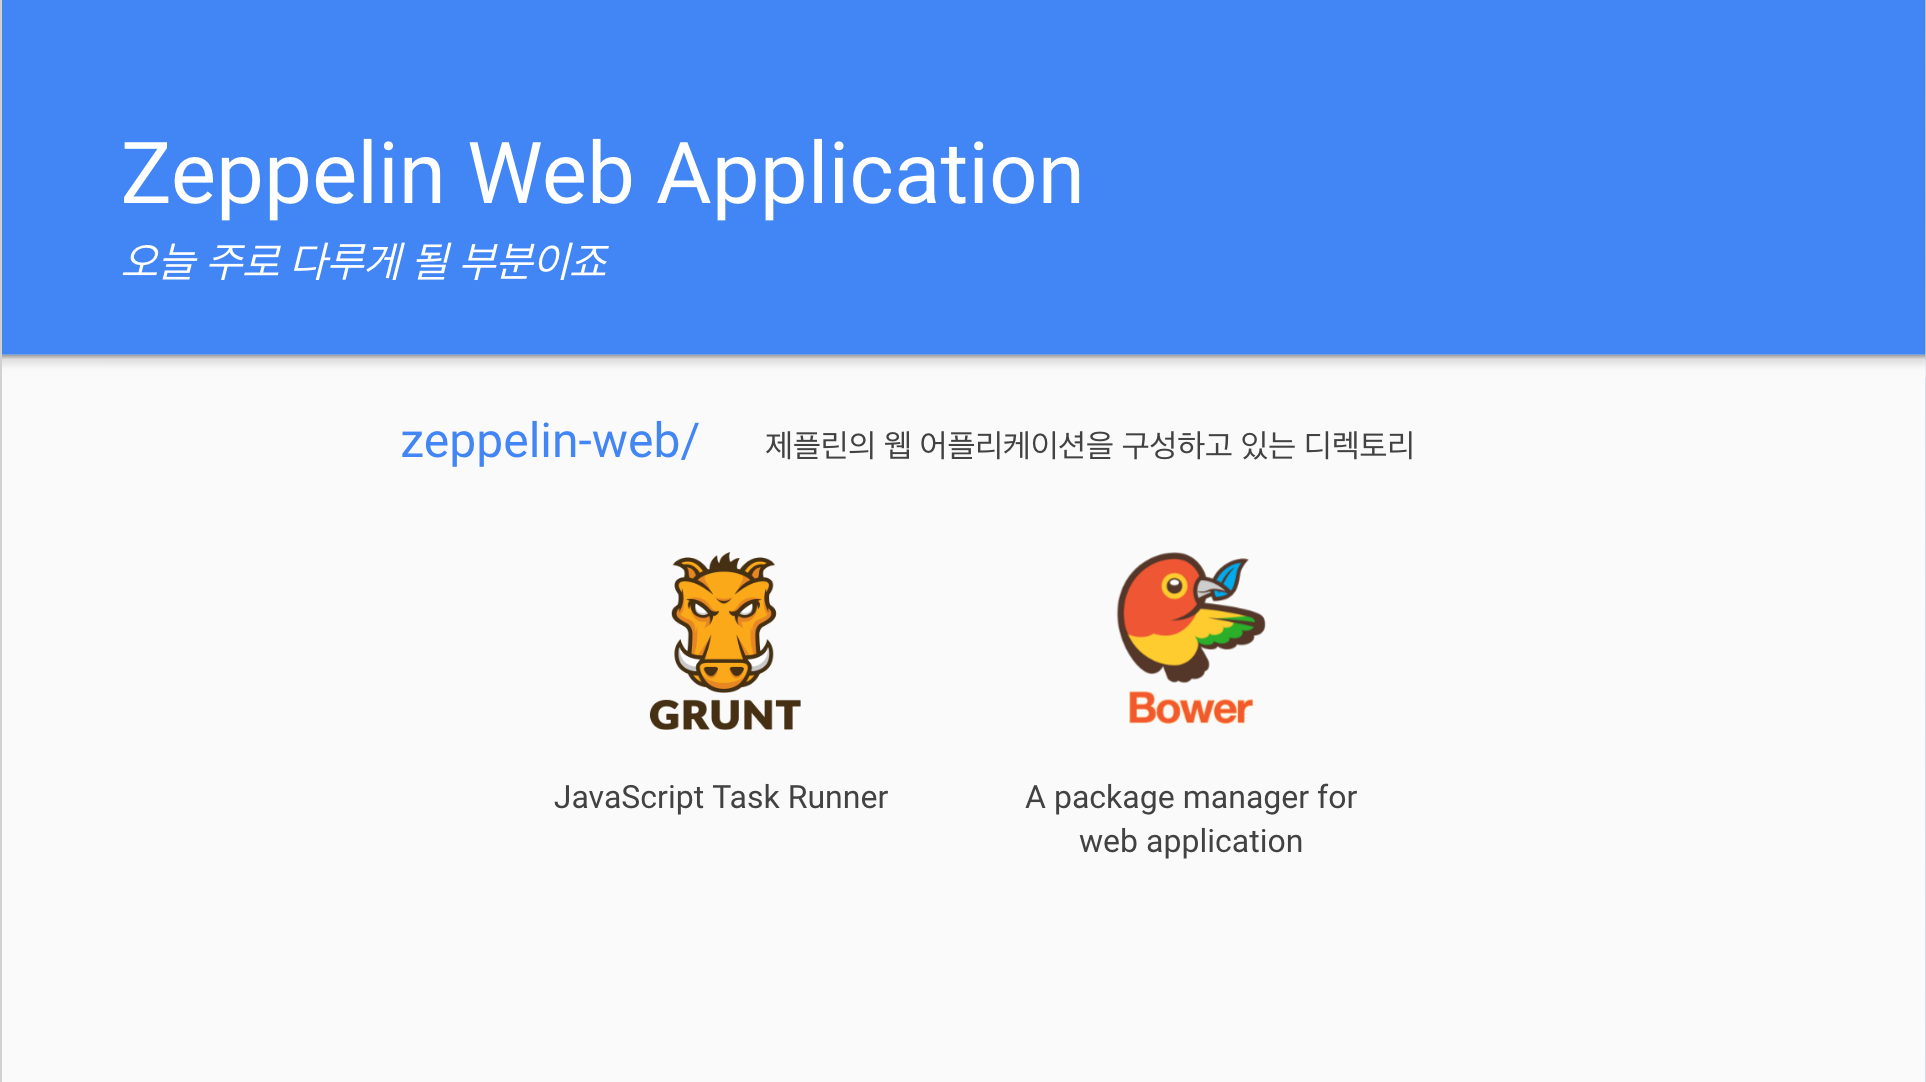 Zeppelin Web Application
오늘 주로 다루게 될 부분이죠
zeppelin-web/ 제플린의 웹 어플리케이션을 구성하고 있는 디렉토리
GRUNT
Bower
JavaScript Task Runner
A package manager for
web application